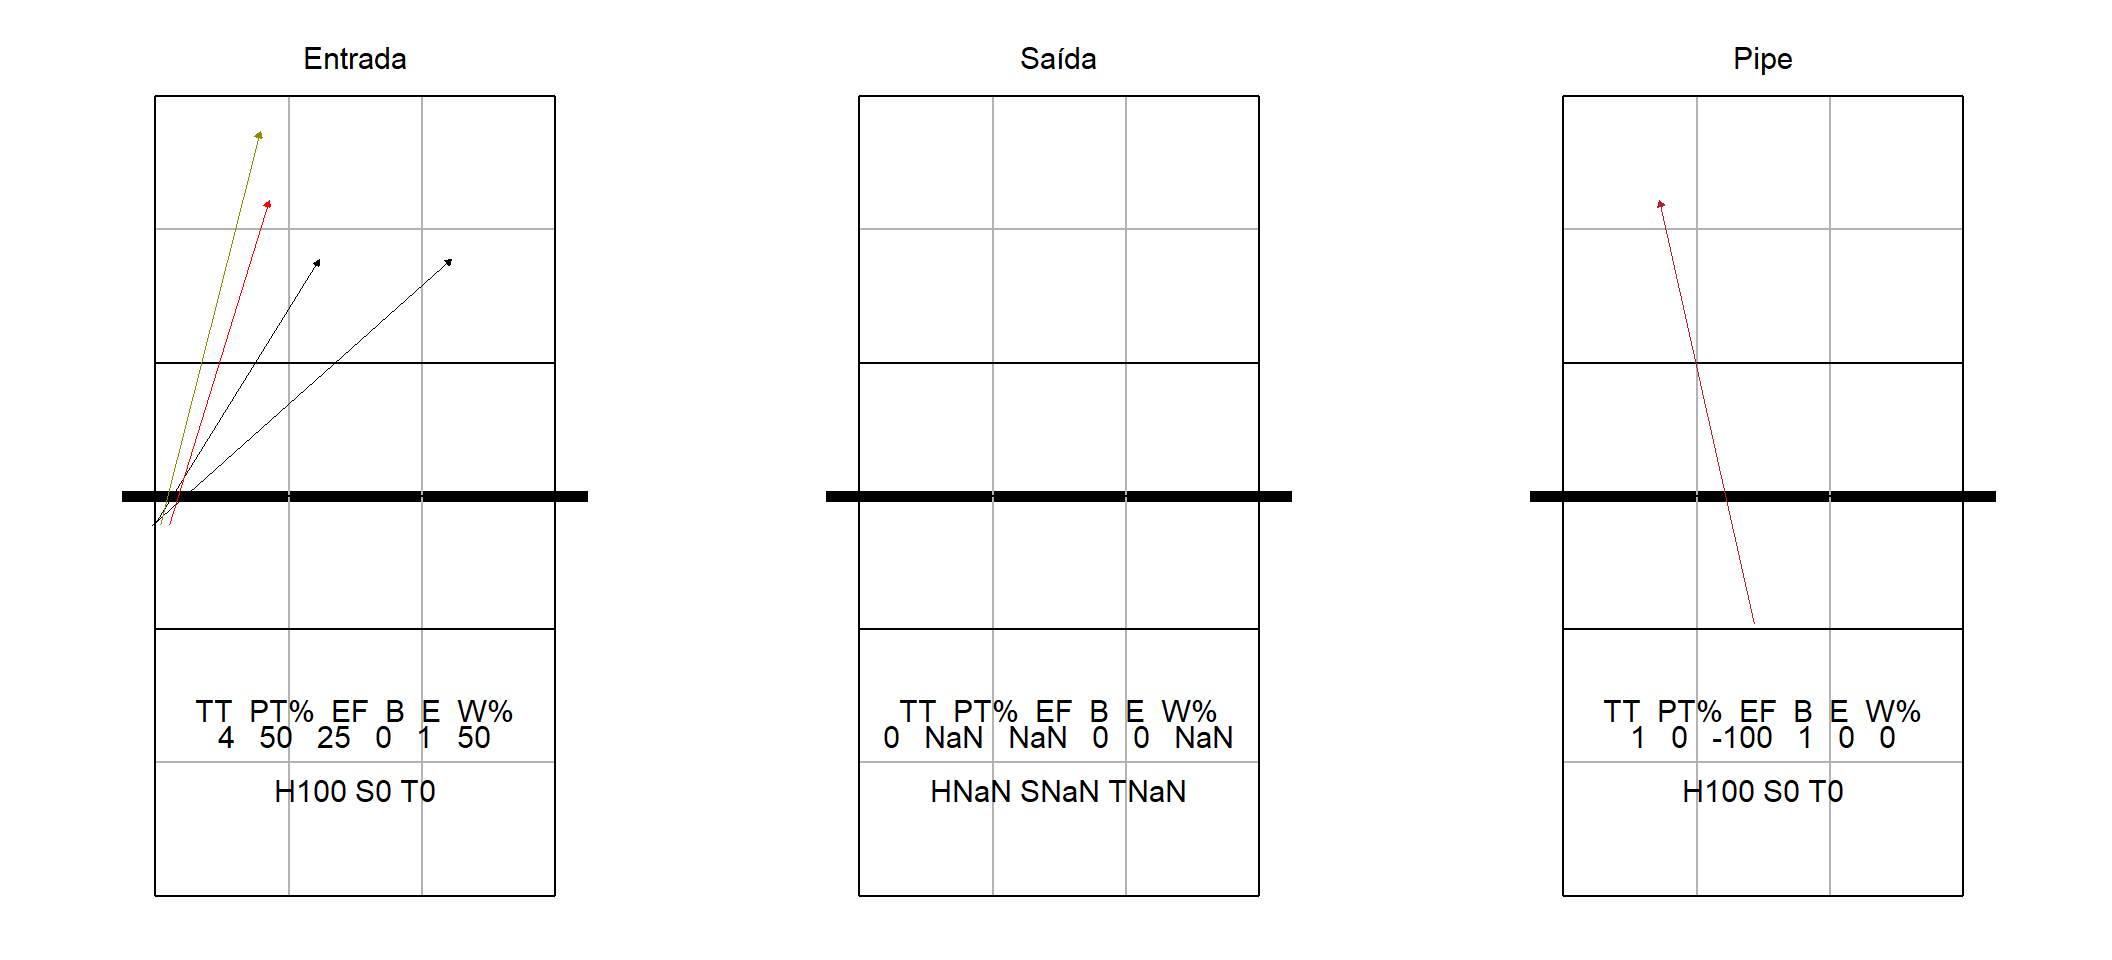 Entrada
TT PT% EF B E W%
4 50 25 0 1 50
H100 S0 T0
Saída
TT PT% EF B E W%
0 NaN NaN 0 0 NaN
HNaN SNaN TNaN
Pipe
TT PT% EF B E W%
1 0 -100 1 0 0
H100 S0 T0